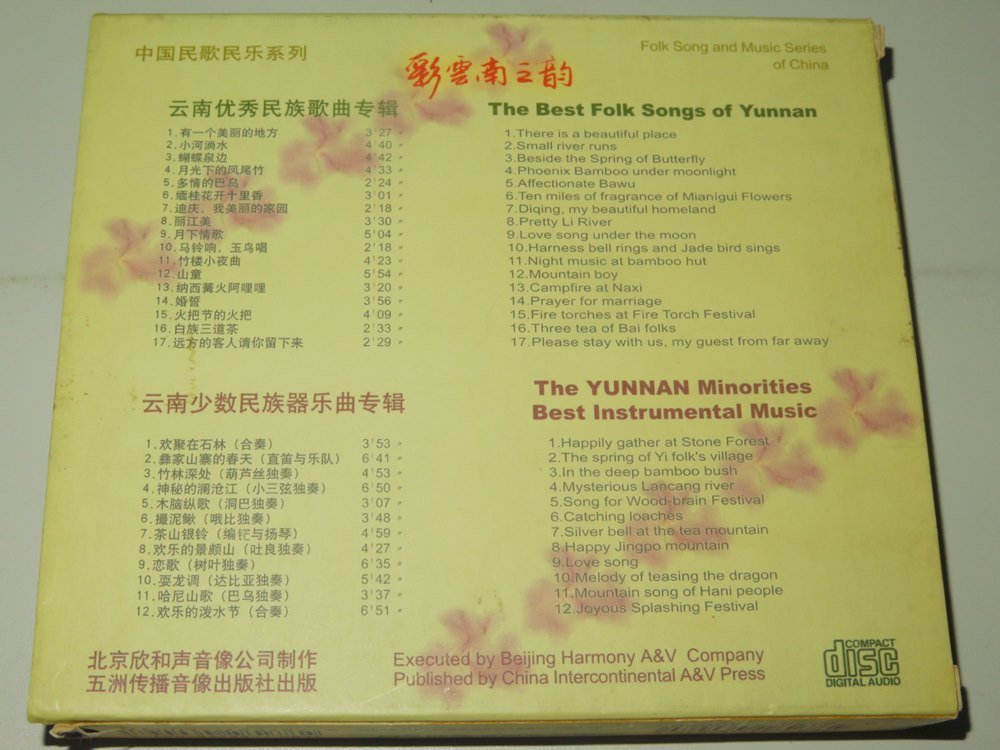 中国民歌民乐系列
Folk Song and Music Series
of China
彩雲南之韵
云南优秀民族歌曲专辑
1.有一个美丽的地方 3'27"
2.小河淌水 4'40"
3.蝴蝶泉边 4'42"
4.月光下的凤尾竹 4'33"
5.多情的巴乌 2'24"
6.缅桂花开十里香 3'01"
7.迪庆，我美丽的家园 2'18"
8.丽江美 3'30"
9.月下情歌 5'04"
10.马铃响，玉鸟唱 2'18"
11.竹楼小夜曲 4'23"
12.山童 5'54"
13.纳西篝火阿哩哩 3'20"
14.婚誓 3'56"
15.火把节的火把 4'09"
16.白族三道茶 2'33"
17.远方的客人请你留下来 2'29"
The Best Folk Songs of Yunnan
1.There is a beautiful place
2.Small river runs
3.Beside the Spring of Butterfly
4.Phoenix Bamboo under moonlight
5.Affectionate Bawu
6.Ten miles of fragrance of Mianigui Flowers
7.Diqing, my beautiful homeland
8.Pretty Li River
9.Love song under the moon
10.Harness bell rings and Jade bird sings
11.Night music at bamboo hut
12.Mountain boy
13.Campfire at Naxi
14.Prayer for marriage
15.Fire torches at Fire Torch Festival
16.Three tea of Bai folks
17.Please stay with us, my guest from far away
云南少数民族器乐曲专辑
1.欢聚在石林（合奏） 3'53"
2.彝家山寨的春天（直笛与乐队） 6'41"
3.竹林深处（葫芦丝独奏） 4'53"
4.神秘的澜沧江（小三弦独奏） 6'50"
5.木脑纵歌（洞巴独奏） 3'07"
6.撮泥鳅（哦比独奏） 3'48"
7.茶山银铃（编铓与扬琴） 4'59"
8.欢乐的景颇山（吐良独奏） 4'27"
9.恋歌（树叶独奏） 6'35"
10.耍龙调（达比亚独奏） 5'42"
11.哈尼山歌（巴乌独奏） 3'37"
12.欢乐的泼水节（合奏） 6'51"
The YUNNAN Minorities
Best Instrumental Music
1.Happily gather at Stone Forest
2.The spring of Yi folk's village
3.In the deep bamboo bush
4.Mysterious Lancang river
5.Song for Wood-brain Festival
6.Catching loaches
7.Silver bell at the tea mountain
8.Happy Jingpo mountain
9.Love song
10.Melody of teasing the dragon
11.Mountain song of Hani people
12.Joyous Splashing Festival
北京欣和声音像公司制作
五洲传播音像出版社出版
Executed by Beijing Harmony A&V Company
Published by China Intercontinental A&V Press
COMPACT
disc
DIGITAL AUDIO